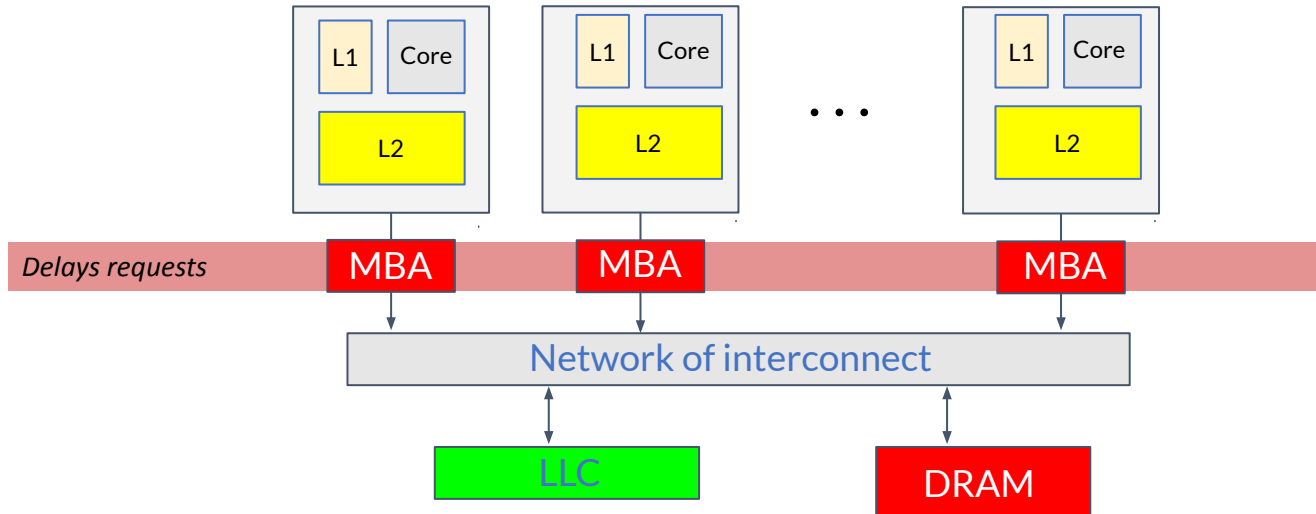 L1 Core
L2
L1 Core
L2
. . .
L1 Core
L2
Delays requests
MBA
MBA
MBA
Network of interconnect
LLC
DRAM